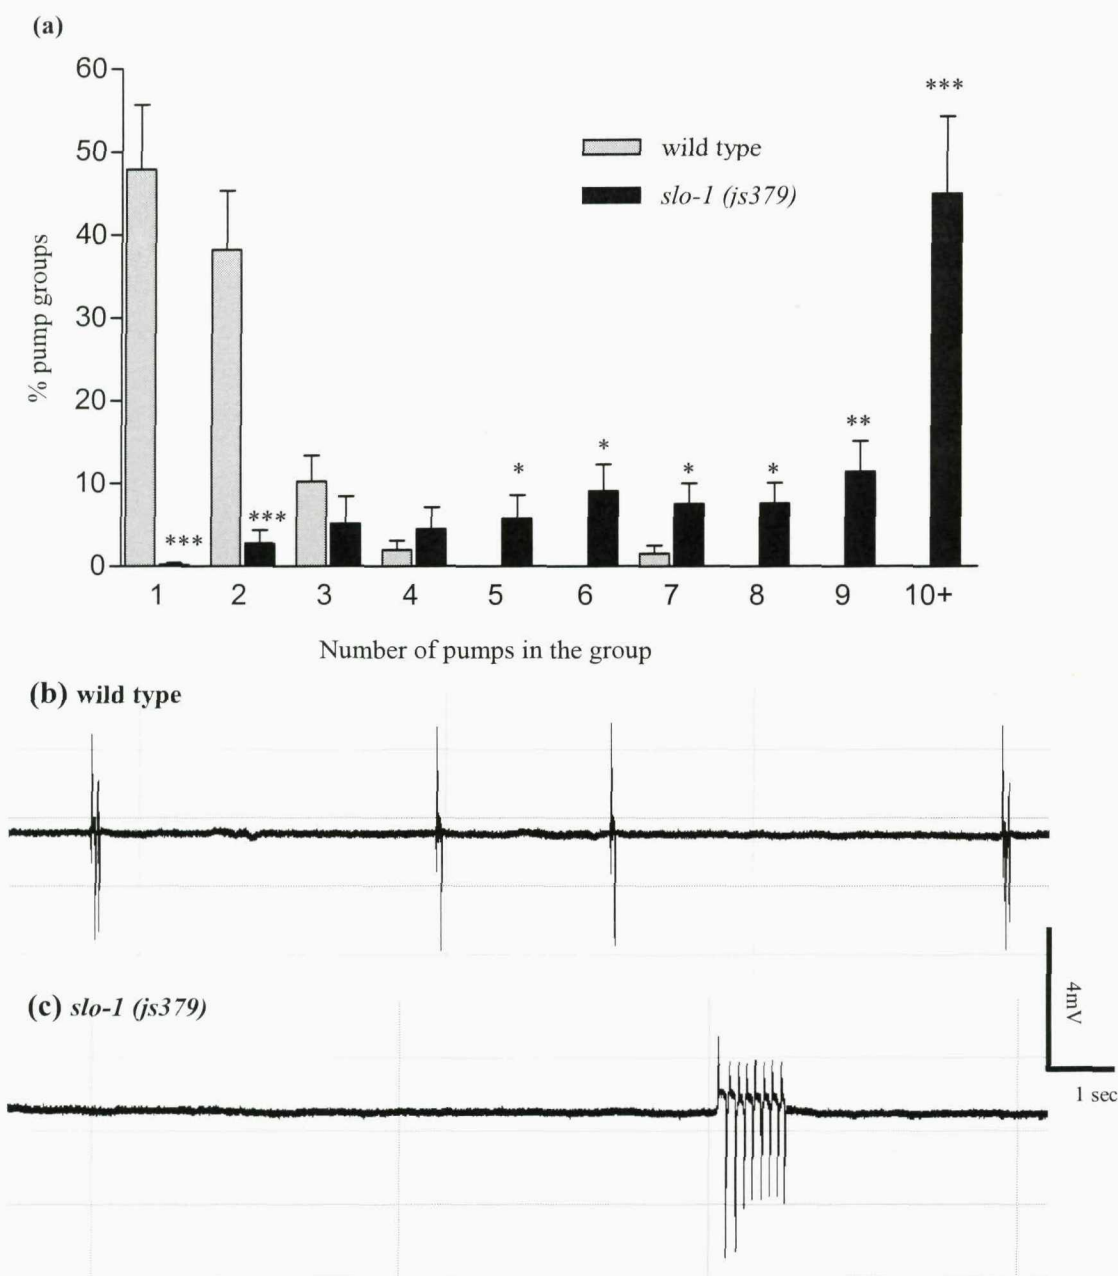 (a)
60
50
40
30
20
10
0
% pump groups
wild type
slo-1 (js379)
***
***
*
*
*
*
**
***
1 2 3 4 5 6 7 8 9 10+
Number of pumps in the group
(b) wild type
(c) slo-1 (js379)
4mV
1 sec